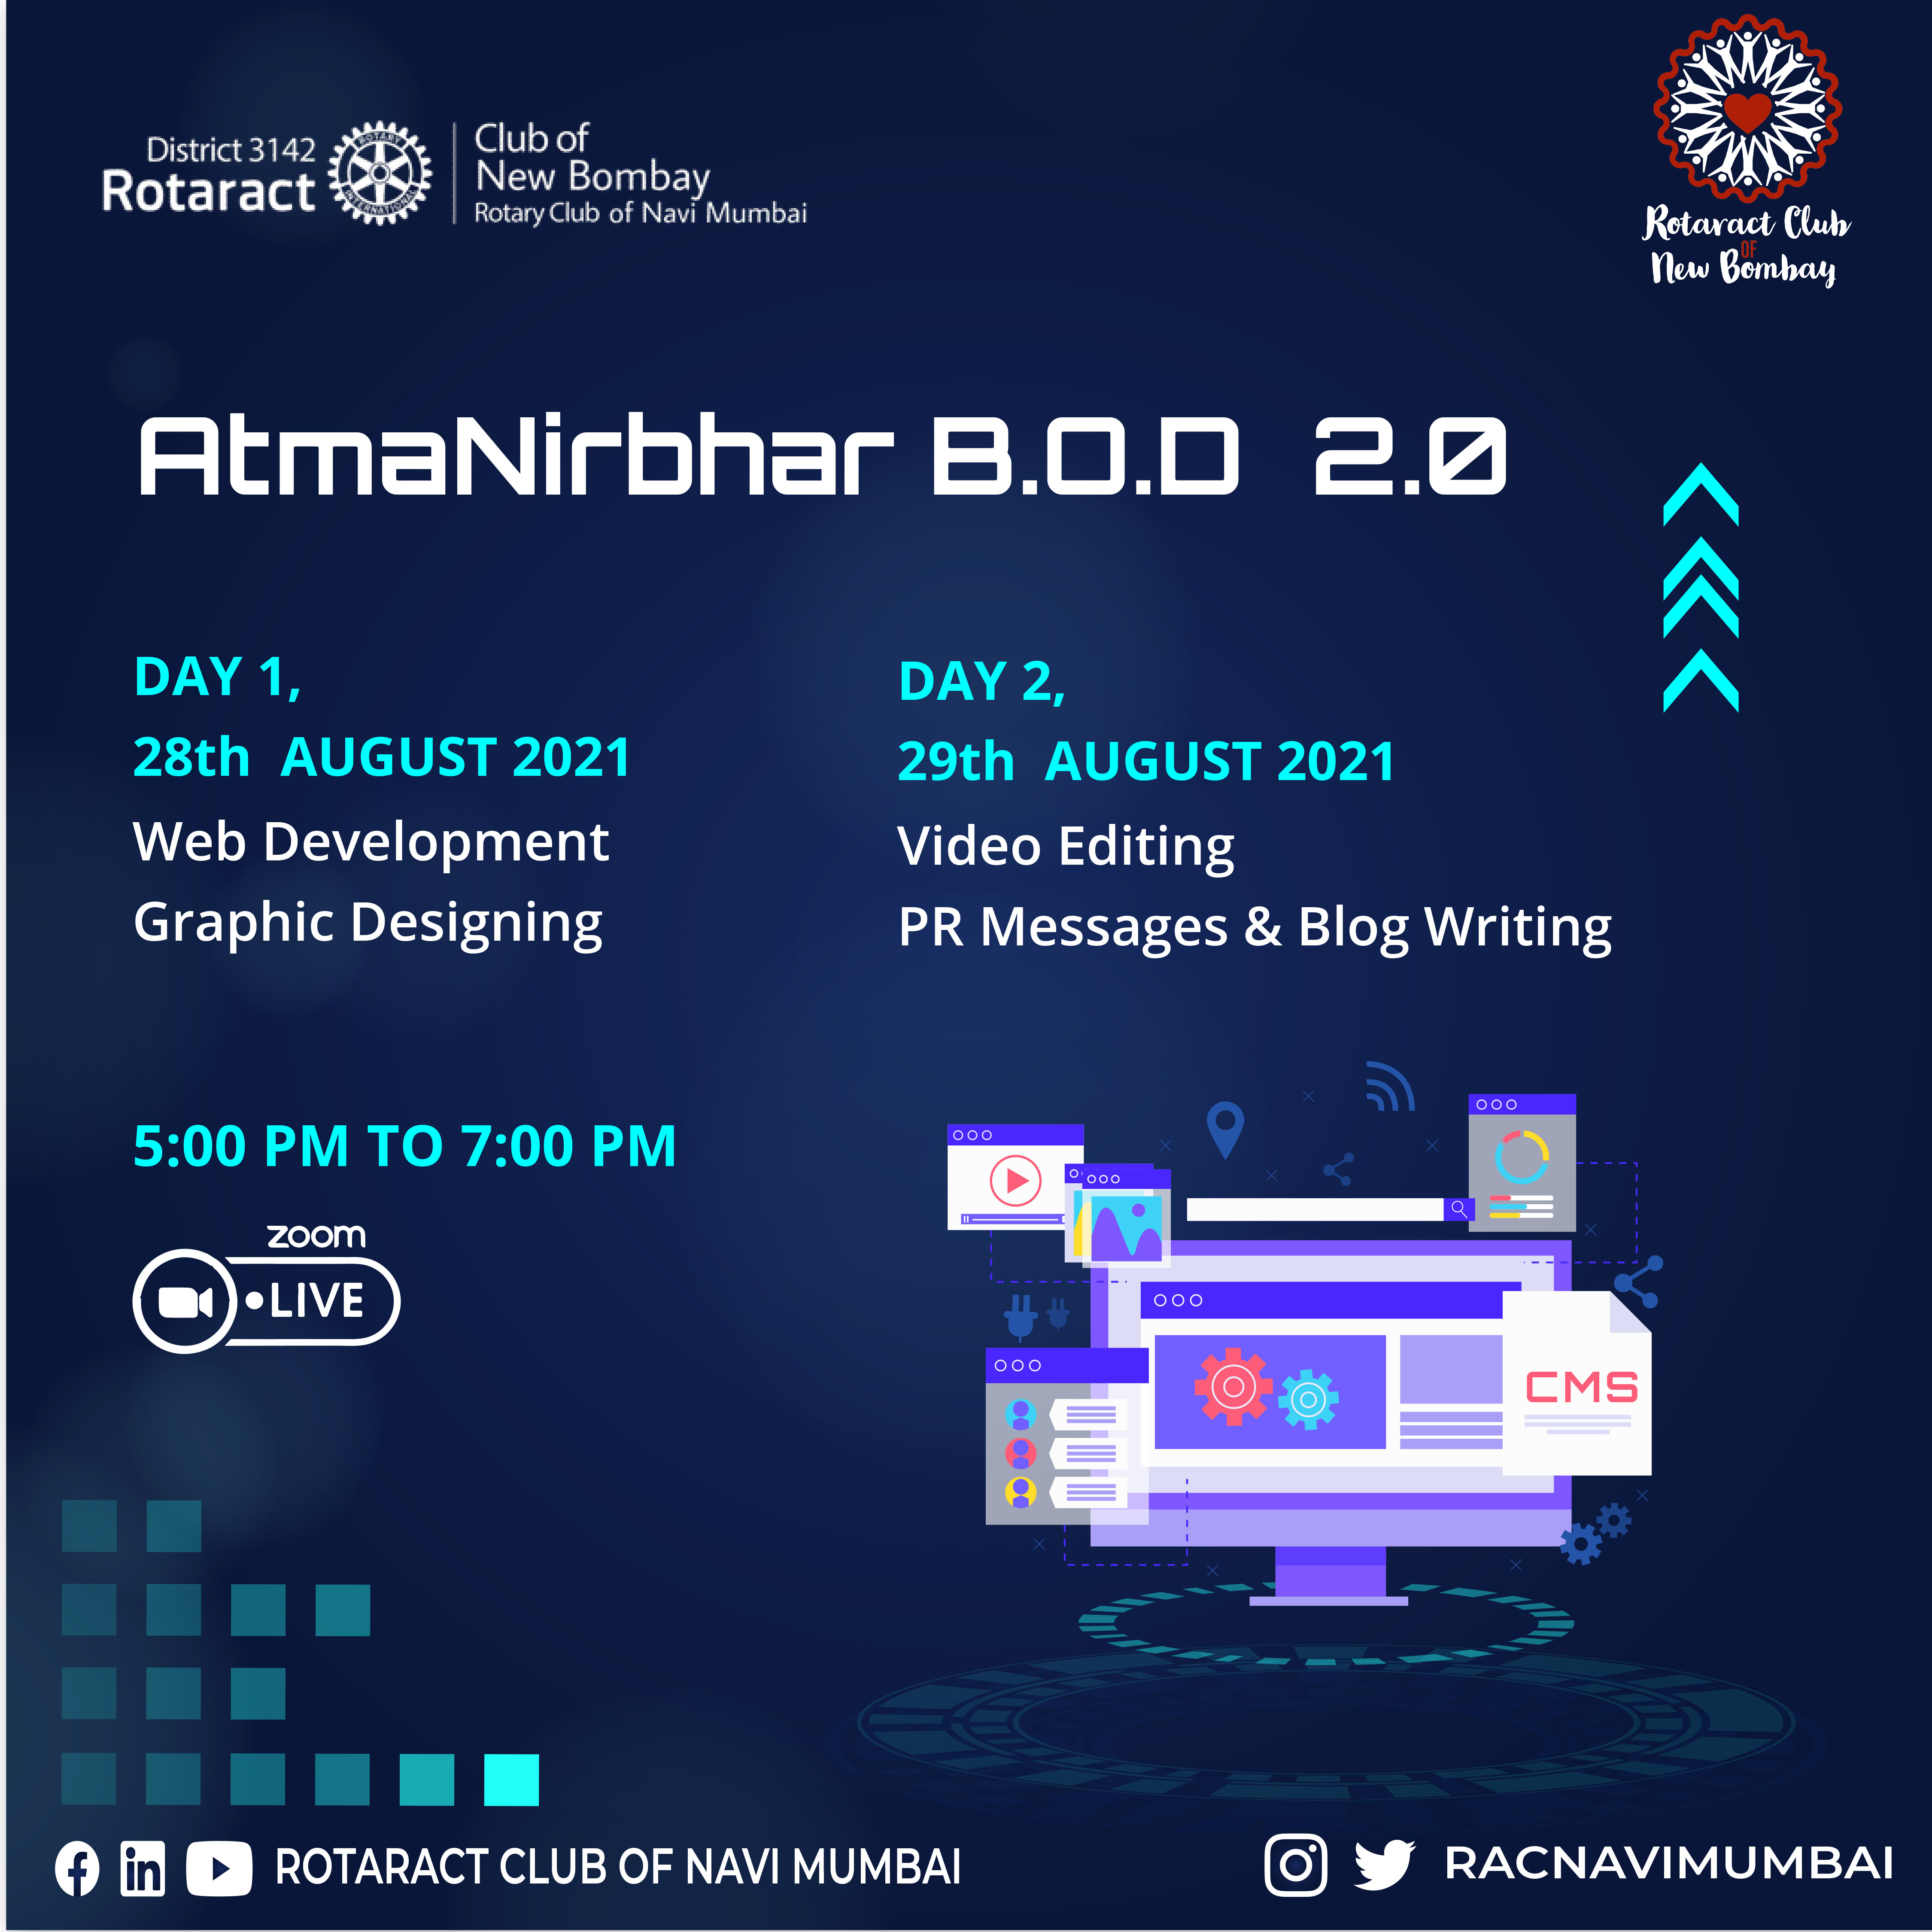 District 3142
Rotaract
ROTARY
INTERNATIONAL
Club of
New Bombay
Rotary Club of Navi Mumbai
Rotaract Club
OF
New Bombay
AtmaNirbhar B.O.D 2.0
DAY 1,
28th AUGUST 2021
Web Development
Graphic Designing
DAY 2,
29th AUGUST 2021
Video Editing
PR Messages & Blog Writing
5:00 PM TO 7:00 PM
zoom
LIVE
CMS
ROTARACT CLUB OF NAVI MUMBAI
RACNAVIMUMBAI